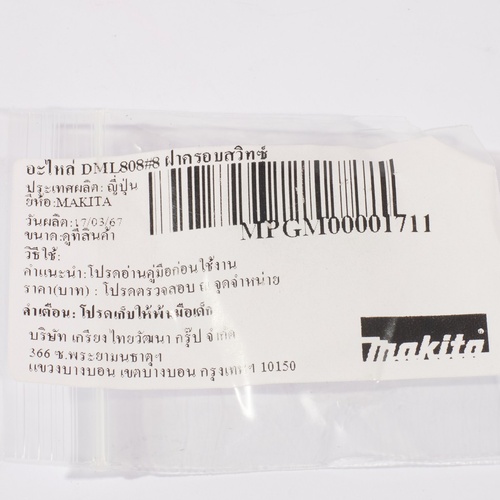 อะไหล่ DML808#8 ฝาครอบสวิทซ์
ประเทศผลิต: ญี่ปุ่น
ยี่ห้อ:MAKITA
วันผลิต:17/03/67
ขนาด:ดูที่สินค้า
MPGM00001711
วิธีใช้:
คำแนะนำ:โปรดอ่านคู่มือก่อนใช้งาน
ราคา(บาท) : โปรดตรวจสอบ ณ จุดจำหน่าย
คำเตือน: โปรดเก็บให้พ้นมือเด็ก
บริษัท เกรียงไทยวัฒนา กรุ๊ป จำกัด
366 ซ.พระยามนธาตุฯ
แขวงบางบอน เขตบางบอน กรุงเทพฯ 10150
makita